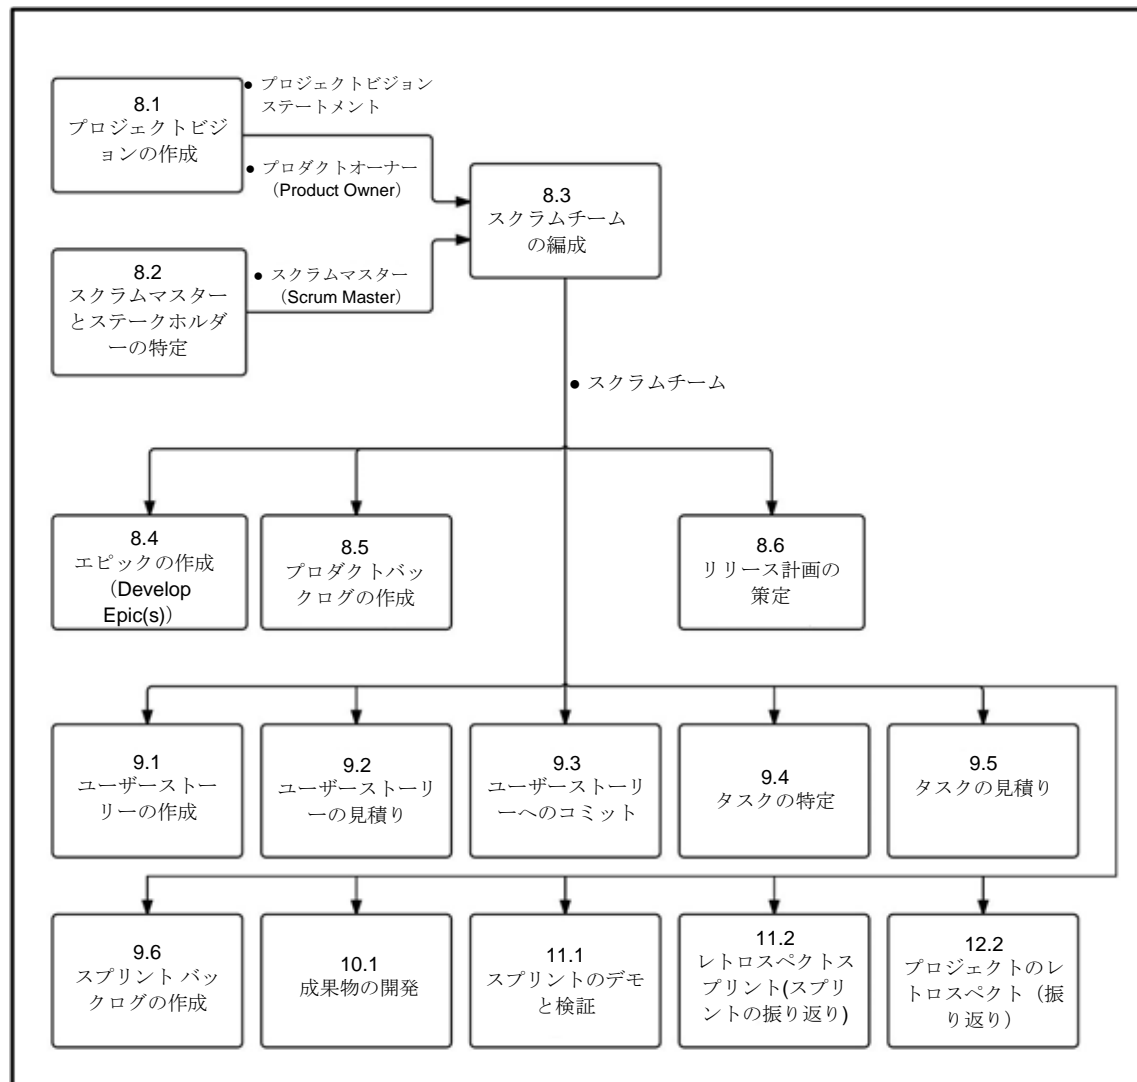 8.1
プロジェクトビジ
ョンの作成
● プロジェクトビジョン
ステートメント
● プロダクトオーナー
（Product Owner）
8.2
スクラムマスター
とステークホルダ
ーの特定
● スクラムマスター
（Scrum Master）
8.3
スクラムチーム
の編成
● スクラムチーム
8.4
エピックの作成
（Develop
Epic(s)）
8.5
プロダクトバッ
クログの作成
8.6
リリース計画の
策定
9.1
ユーザーストー
リーの作成
9.2
ユーザーストーリ
ーの見積り
9.3
ユーザーストーリ
ーへのコミット
9.4
タスクの特定
9.5
タスクの見積り
9.6
スプリント バッ
クログの作成
10.1
成果物の開発
11.1
スプリントのデモ
と検証
11.2
レトロスペクトス
プリント(スプリ
ントの振り返り)
12.2
プロジェクトのレ
トロスペクト（振
り返り）